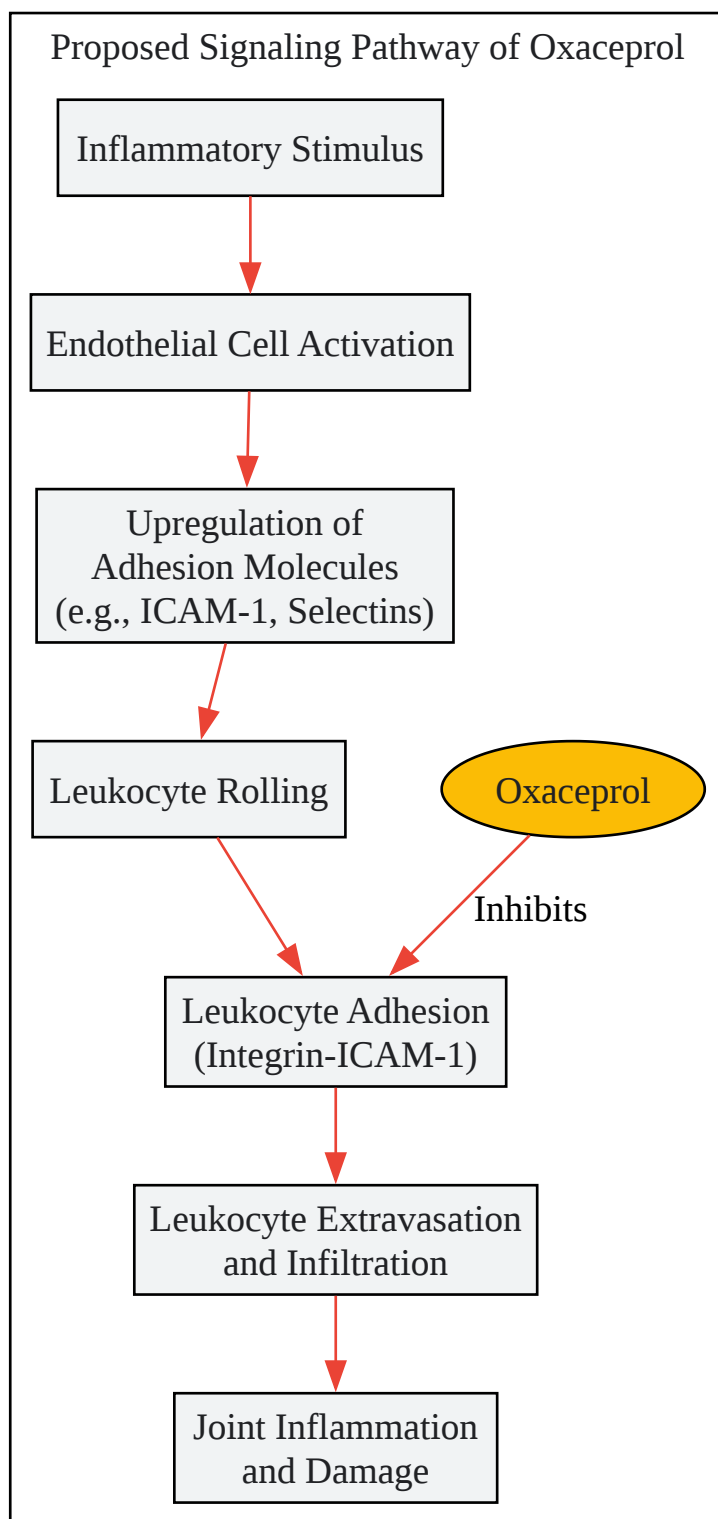 Proposed Signaling Pathway of Oxaceprol
Inflammatory Stimulus
Endothelial Cell Activation
Upregulation of
Adhesion Molecules
(e.g., ICAM-1, Selectins)
Leukocyte Rolling
Oxaceprol
Inhibits
Leukocyte Adhesion
(Integrin-ICAM-1)
Leukocyte Extravasation
and Infiltration
Joint Inflammation
and Damage